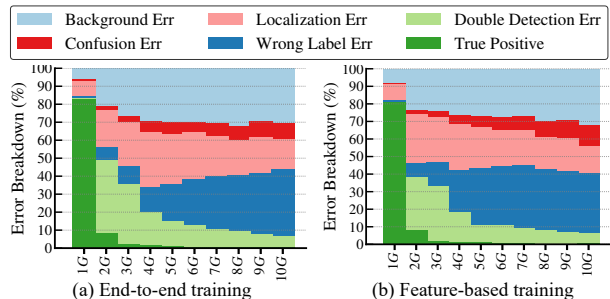 Background Err Localization Err Double Detection Err
Confusion Err Wrong Label Err True Positive
Error Breakdown (%)
100
90
80
70
60
50
40
30
20
10
0
1G 2G 3G 4G 5G 6G 7G 8G 9G 10G
(a) End-to-end training
Error Breakdown (%)
100
90
80
70
60
50
40
30
20
10
0
1G 2G 3G 4G 5G 6G 7G 8G 9G 10G
(b) Feature-based training